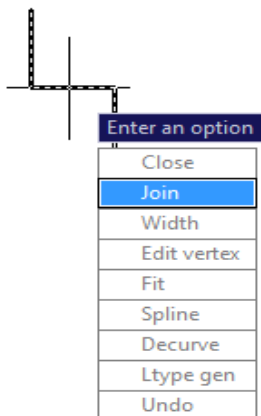 Enter an option
Close
Join
Width
Edit vertex
Fit
Spline
Decurve
Ltype gen
Undo